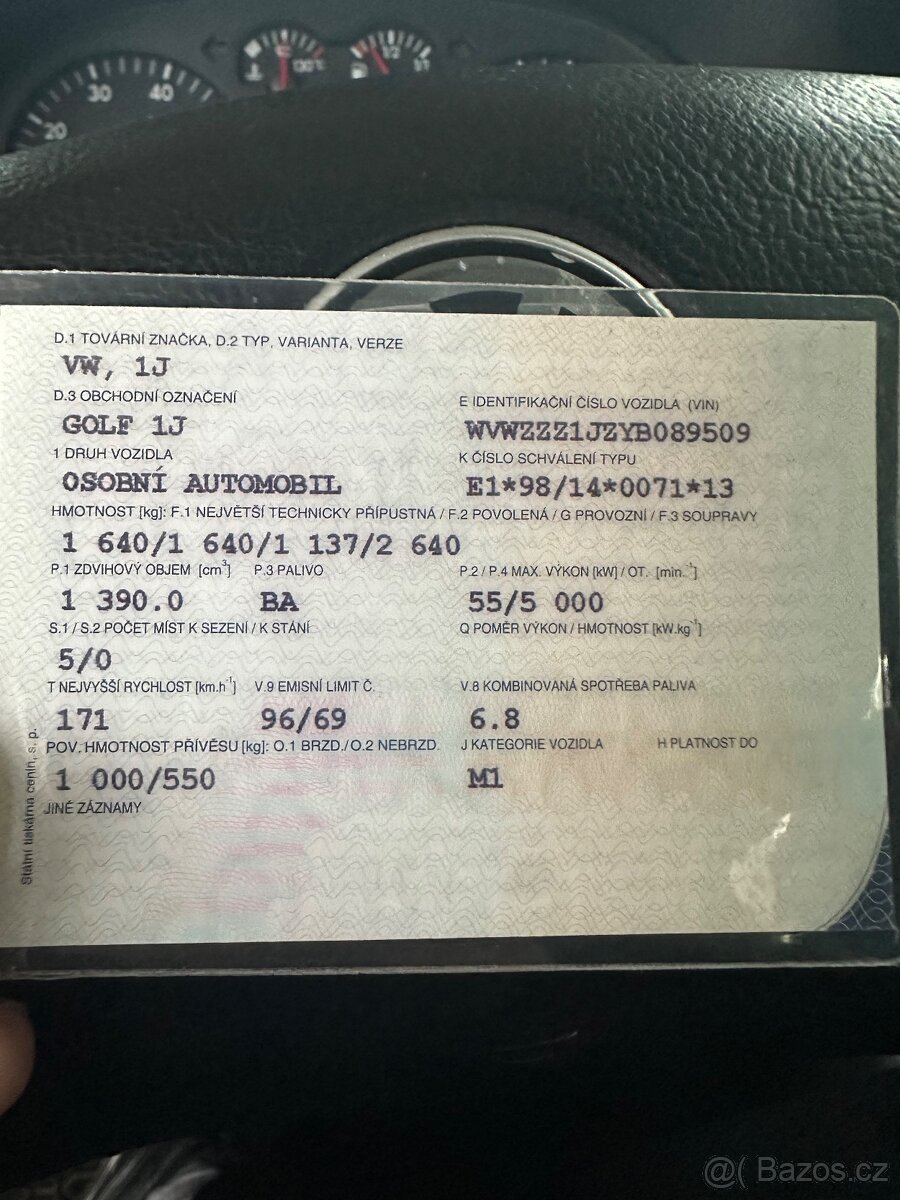 20 30 40
100°C
1/2 1/1
D.1 TOVÁRNÍ ZNAČKA, D.2 TYP, VARIANTA, VERZE
VW, 1J
D.3 OBCHODNÍ OZNAČENÍ
E IDENTIFIKAČNÍ ČÍSLO VOZIDLA (VIN)
GOLF 1J
WVWZZZ1JZYB089509
1 DRUH VOZIDLA
K ČÍSLO SCHVÁLENÍ TYPU
OSOBNÍ AUTOMOBIL
E1*98/14*0071*13
HMOTNOST [kg]: F.1 NEJVĚTŠÍ TECHNICKY PŘÍPUSTNÁ / F.2 POVOLENÁ / G PROVOZNÍ / F.3 SOUPRAVY
1 640/1 640/1 137/2 640
P.1 ZDVIHOVÝ OBJEM [cm³] P.3 PALIVO P.2 / P.4 MAX. VÝKON [kW] / OT. [min.⁻¹]
1 390.0 BA 55/5 000
S.1 / S.2 POČET MÍST K SEZENÍ / K STÁNÍ Q POMĚR VÝKON / HMOTNOST [kW.kg⁻¹]
5/0
T NEJVYŠŠÍ RYCHLOST [km.h⁻¹] V.9 EMISNÍ LIMIT Č. V.8 KOMBINOVANÁ SPOTŘEBA PALIVA
171 96/69 6.8
POV. HMOTNOST PŘÍVĚSU [kg]: O.1 BRZD./O.2 NEBRZD. J KATEGORIE VOZIDLA H PLATNOST DO
1 000/550 M1
JINÉ ZÁZNAMY
Státní tiskárna cenin, s. p.
@( Bazos.cz